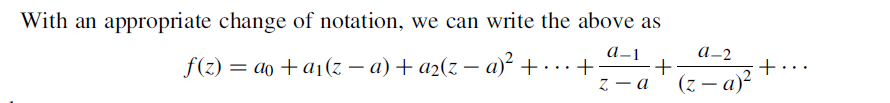 With an appropriate change of notation, we can write the above as
f(z) = a₀ + a₁(z − a) + a₂(z − a)² + · · · + a₋₁/(z − a) + a₋₂/(z − a)² + · · ·